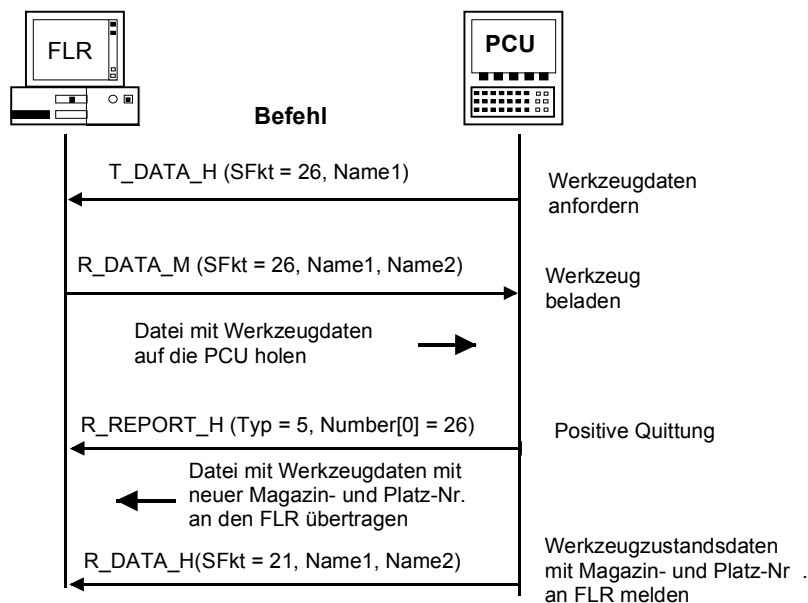 FLR
PCU
Befehl
T_DATA_H (SFkt = 26, Name1)
Werkzeugdaten
anfordern
R_DATA_M (SFkt = 26, Name1, Name2)
Werkzeug
beladen
Datei mit Werkzeugdaten
auf die PCU holen
R_REPORT_H (Typ = 5, Number[0] = 26)
Positive Quittung
Datei mit Werkzeugdaten mit
neuer Magazin- und Platz-Nr.
an den FLR übertragen
R_DATA_H(SFkt = 21, Name1, Name2)
Werkzeugzustandsdaten
mit Magazin- und Platz-Nr .
an FLR melden